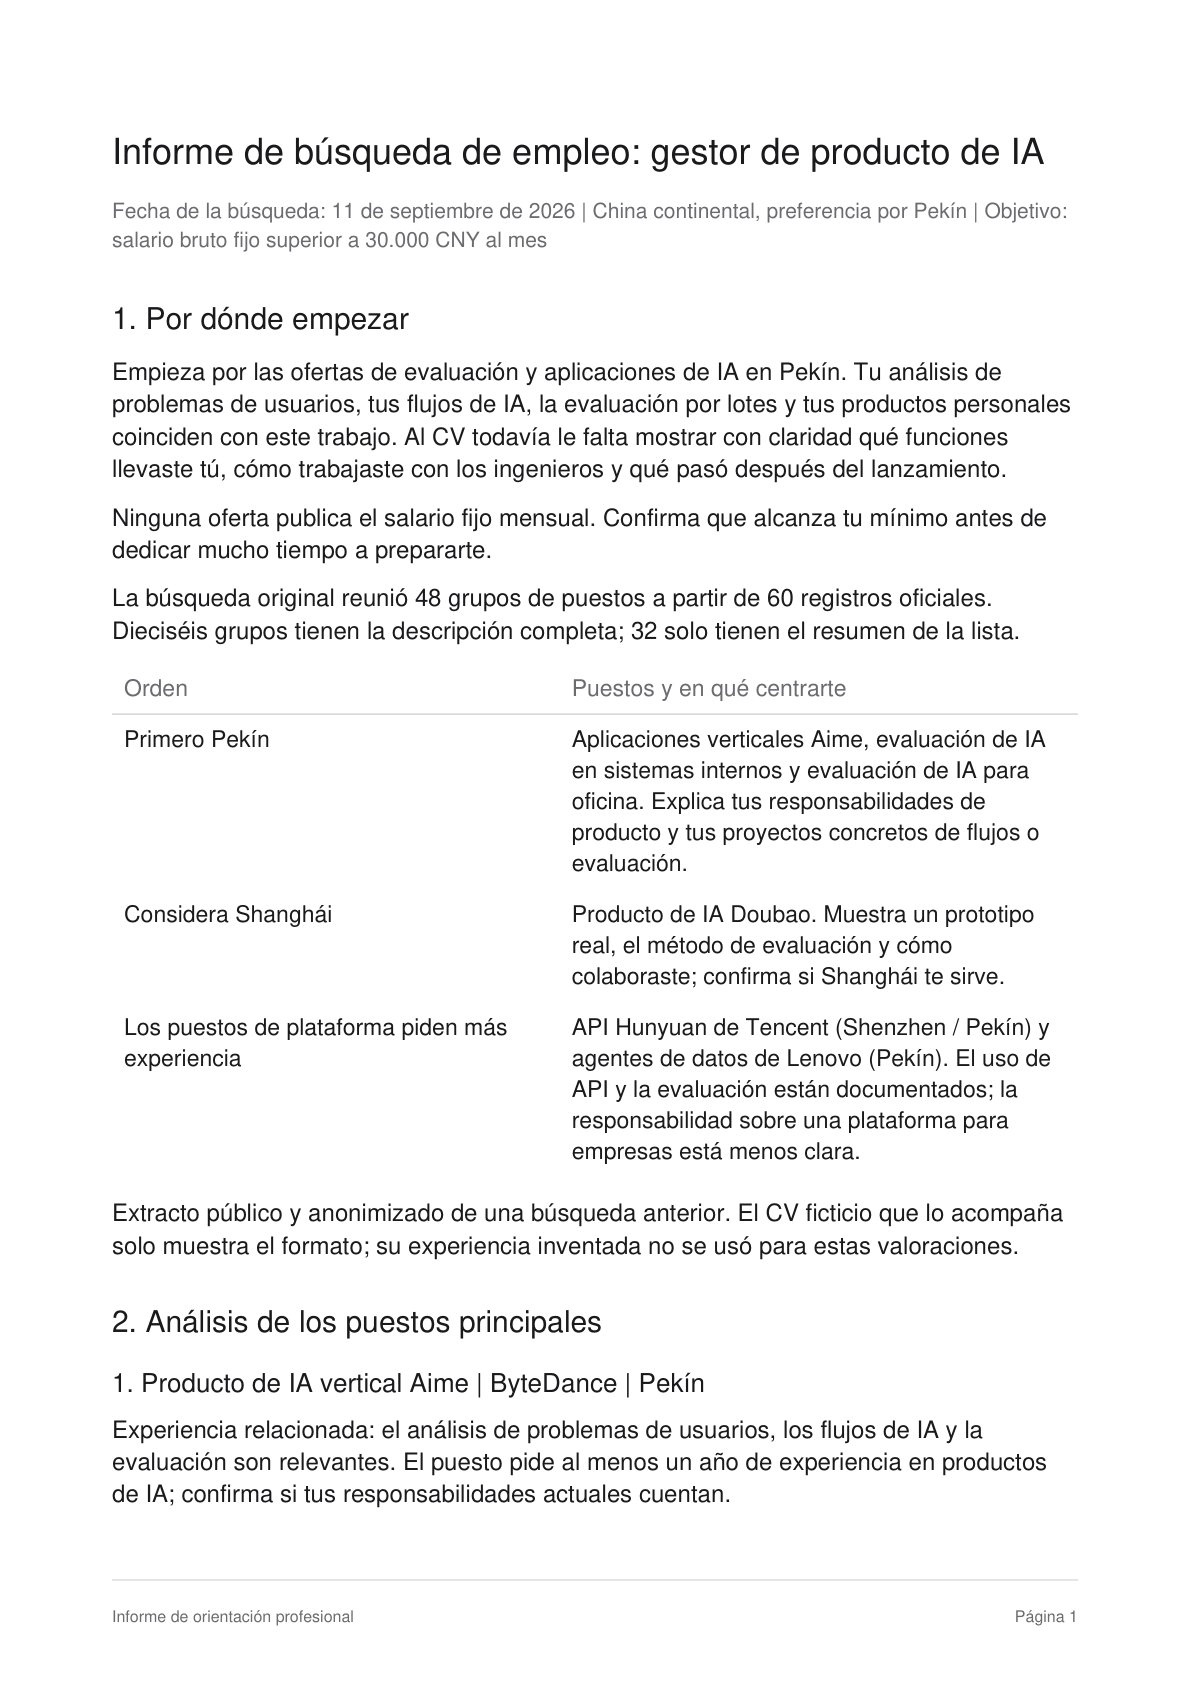 Informe de búsqueda de empleo: gestor de producto de IA
Fecha de la búsqueda: 11 de septiembre de 2026 | China continental, preferencia por Pekín | Objetivo:
salario bruto fijo superior a 30.000 CNY al mes
1. Por dónde empezar
Empieza por las ofertas de evaluación y aplicaciones de IA en Pekín. Tu análisis de
problemas de usuarios, tus flujos de IA, la evaluación por lotes y tus productos personales
coinciden con este trabajo. Al CV todavía le falta mostrar con claridad qué funciones
llevaste tú, cómo trabajaste con los ingenieros y qué pasó después del lanzamiento.
Ninguna oferta publica el salario fijo mensual. Confirma que alcanza tu mínimo antes de
dedicar mucho tiempo a prepararte.
La búsqueda original reunió 48 grupos de puestos a partir de 60 registros oficiales.
Dieciséis grupos tienen la descripción completa; 32 solo tienen el resumen de la lista.
Orden
Puestos y en qué centrarte
Primero Pekín
Aplicaciones verticales Aime, evaluación de IA
en sistemas internos y evaluación de IA para
oficina. Explica tus responsabilidades de
producto y tus proyectos concretos de flujos o
evaluación.
Considera Shanghái
Producto de IA Doubao. Muestra un prototipo
real, el método de evaluación y cómo
colaboraste; confirma si Shanghái te sirve.
Los puestos de plataforma piden más
experiencia
API Hunyuan de Tencent (Shenzhen / Pekín) y
agentes de datos de Lenovo (Pekín). El uso de
API y la evaluación están documentados; la
responsabilidad sobre una plataforma para
empresas está menos clara.
Extracto público y anonimizado de una búsqueda anterior. El CV ficticio que lo acompaña
solo muestra el formato; su experiencia inventada no se usó para estas valoraciones.
2. Análisis de los puestos principales
1. Producto de IA vertical Aime | ByteDance | Pekín
Experiencia relacionada: el análisis de problemas de usuarios, los flujos de IA y la
evaluación son relevantes. El puesto pide al menos un año de experiencia en productos
de IA; confirma si tus responsabilidades actuales cuentan.
Informe de orientación profesional
Página 1